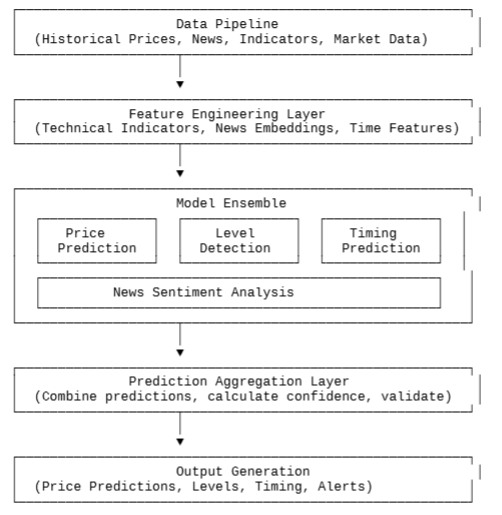 Data Pipeline
(Historical Prices, News, Indicators, Market Data)
Feature Engineering Layer
(Technical Indicators, News Embeddings, Time Features)
Model Ensemble
Price Level Timing
Prediction Detection Prediction
News Sentiment Analysis
Prediction Aggregation Layer
(Combine predictions, calculate confidence, validate)
Output Generation
(Price Predictions, Levels, Timing, Alerts)